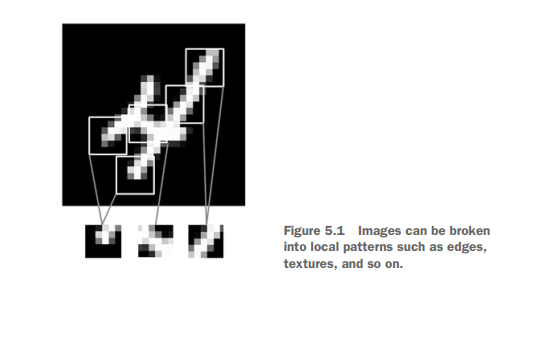 Figure 5.1 Images can be broken
into local patterns such as edges,
textures, and so on.